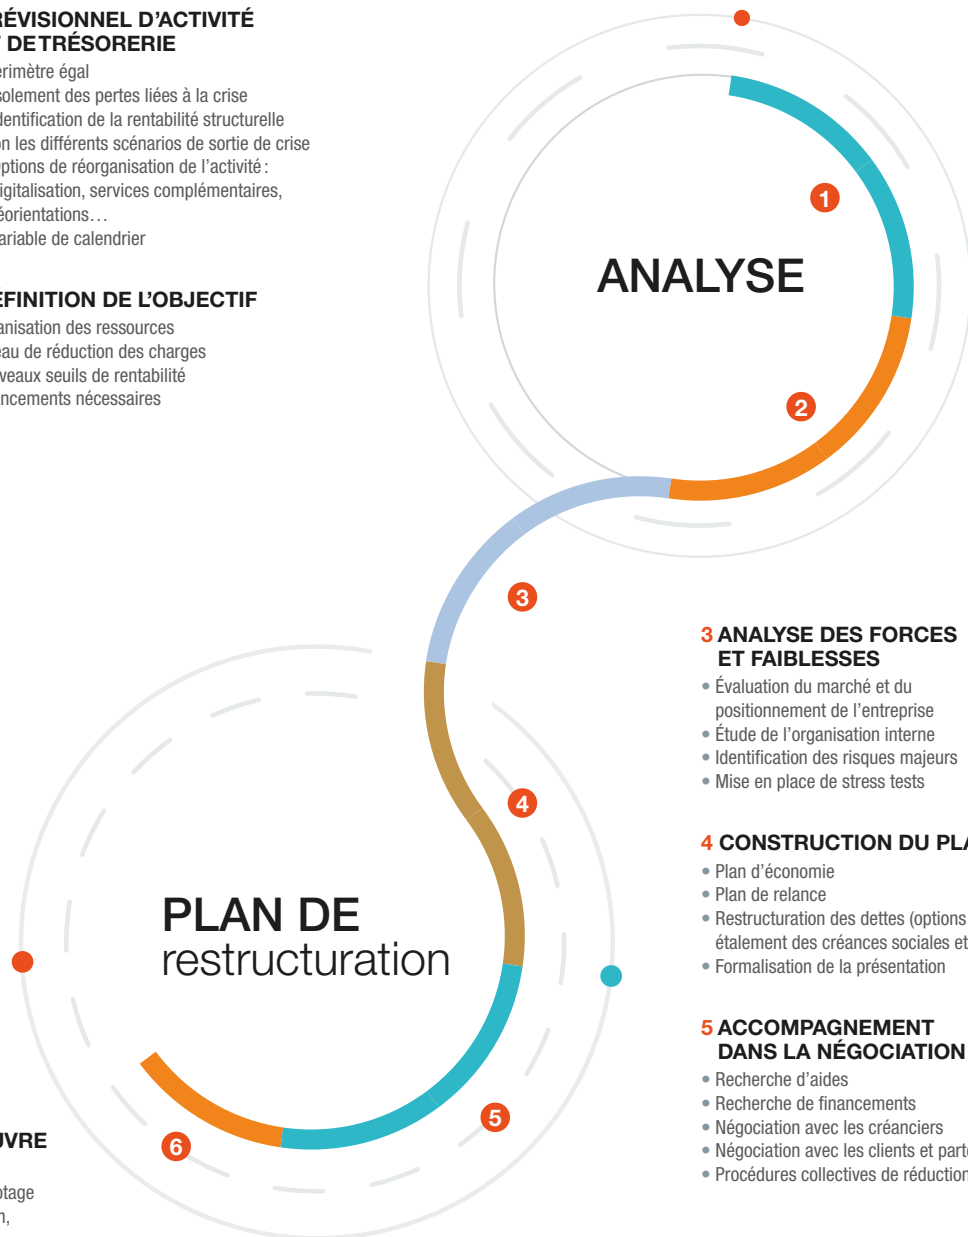 RÉVISIONNEL D'ACTIVITÉ
DE TRÉSORERIE
érimètre égal
solement des pertes liées à la crise
dentification de la rentabilité structurelle
on les différents scénarios de sortie de crise
ptions de réorganisation de l'activité :
igitalisation, services complémentaires,
éorientations…
ariable de calendrier
ÉFINITION DE L'OBJECTIF
anisation des ressources
eau de réduction des charges
veaux seuils de rentabilité
ancements nécessaires
ANALYSE
1
2
3
3 ANALYSE DES FORCES
ET FAIBLESSES
• Évaluation du marché et du
positionnement de l'entreprise
• Étude de l'organisation interne
• Identification des risques majeurs
• Mise en place de stress tests
4
4 CONSTRUCTION DU PLA
• Plan d'économie
• Plan de relance
• Restructuration des dettes (options
étalement des créances sociales et
• Formalisation de la présentation
PLAN DE
restructuration
5 ACCOMPAGNEMENT
DANS LA NÉGOCIATION
• Recherche d'aides
• Recherche de financements
• Négociation avec les créanciers
• Négociation avec les clients et parte
• Procédures collectives de réduction
5
6
UVRE
otage
n,